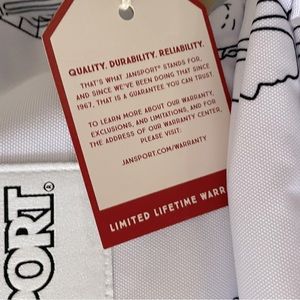 QUALITY. DURABILITY. RELIABILITY.
THAT'S WHAT JANSPORT® STANDS FOR,
AND SINCE WE'VE BEEN DOING THAT SINCE
1967, THAT IS A GUARANTEE YOU CAN TRUST.
TO LEARN MORE ABOUT OUR WARRANTY,
EXCLUSIONS, AND LIMITATIONS, AND FOR
THE ADDRESS OF OUR WARRANTY CENTER,
PLEASE VISIT:
JANSPORT.COM/WARRANTY
LIMITED LIFETIME WARR
PORT®